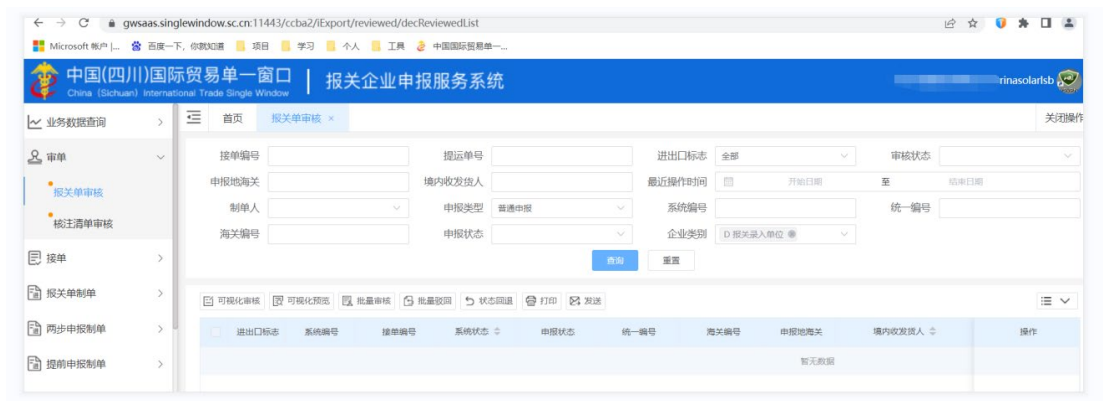 gwsaas.singlewindow.sc.cn:11443/ccba2/iExport/reviewed/decReviewedList
Microsoft 帐户 |... 百度一下，你就知道 项目 学习 个人 工具 中国国际贸易单一...
中国(四川)国际贸易单一窗口 | 报关企业申报服务系统
China (Sichuan) International Trade Single Window
rinasolarlsb
业务数据查询
首页 报关单审核 × 关闭操作
审单
报关单审核
核注清单审核
接单
报关单制单
两步申报制单
提前申报制单
接单编号 提运单号 进出口标志 全部 审核状态
申报地海关 境内收发货人 最近操作时间 开始日期 至 结束日期
制单人 申报类型 普通申报 系统编号 统一编号
海关编号 申报状态 企业类别 D 报关录入单位
查询 重置
可视化审核 可视化预览 批量审核 批量驳回 状态回退 打印 发送
进出口标志 系统编号 接单编号 系统状态 申报状态 统一编号 海关编号 申报地海关 境内收发货人 操作
暂无数据